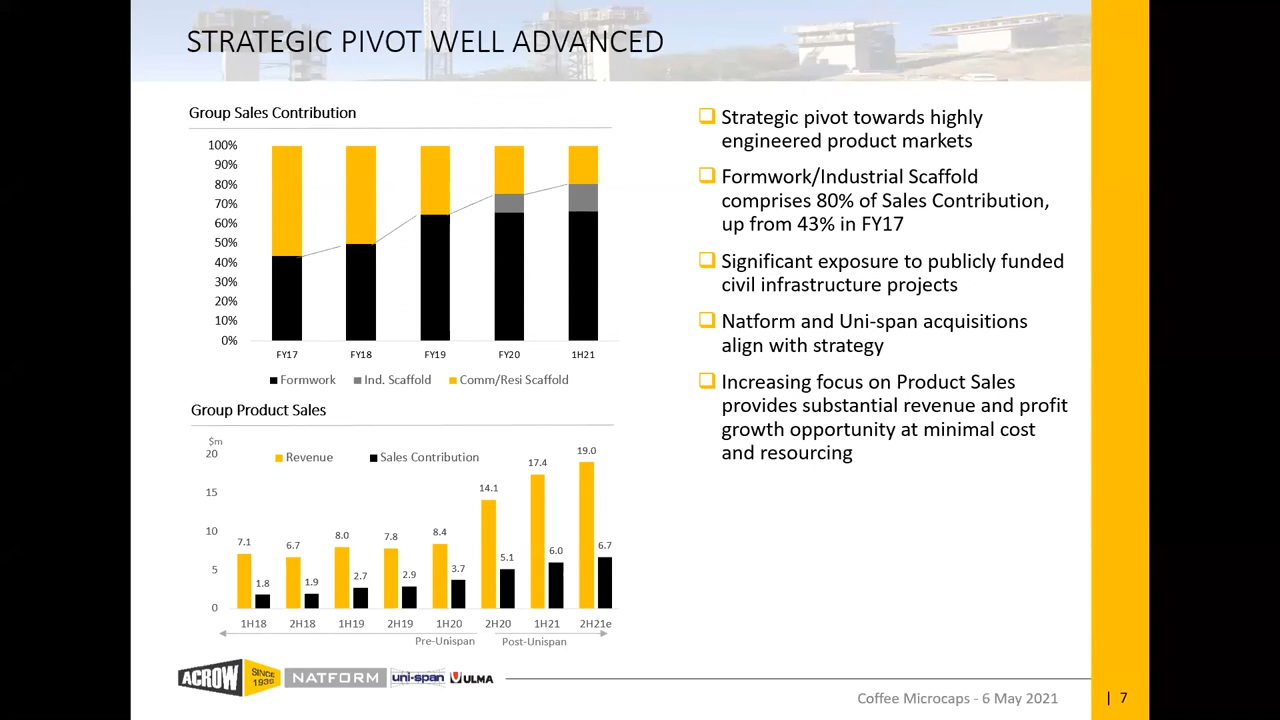 STRATEGIC PIVOT WELL ADVANCED
Group Sales Contribution
100%
90%
80%
70%
60%
50%
40%
30%
20%
10%
0%
FY17 FY18 FY19 FY20 1H21
Formwork Ind. Scaffold Comm/Resi Scaffold
Group Product Sales
$m
20
15
10
5
0
Revenue Sales Contribution
7.1 1.8 6.7 1.9 8.0 2.7 7.8 2.9 8.4 3.7 14.1 5.1 17.4 6.0 19.0 6.7
1H18 2H18 1H19 2H19 1H20 2H20 1H21 2H21e
Pre-Unispan Post-Unispan
Strategic pivot towards highly
engineered product markets
Formwork/Industrial Scaffold
comprises 80% of Sales Contribution,
up from 43% in FY17
Significant exposure to publicly funded
civil infrastructure projects
Natform and Uni-span acquisitions
align with strategy
Increasing focus on Product Sales
provides substantial revenue and profit
growth opportunity at minimal cost
and resourcing
ACROW SINCE 1936 NATFORM uni-span ULMA
Coffee Microcaps - 6 May 2021 | 7